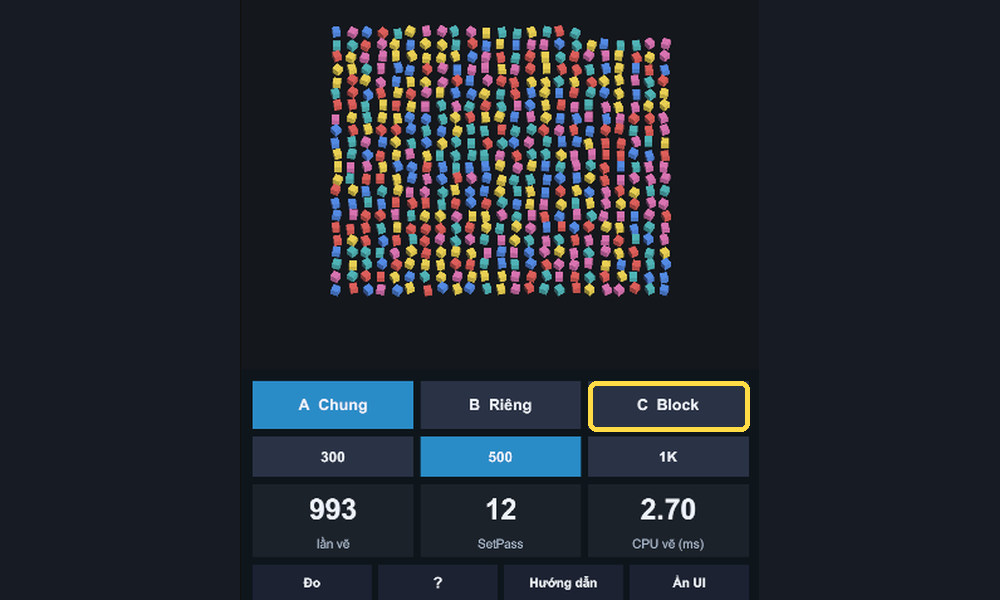 A Chung
B Riêng
C Block
300
500
1K
993
12
2.70
lần vẽ
SetPass
CPU vẽ (ms)
Đo
?
Hướng dẫn
Ẩn UI